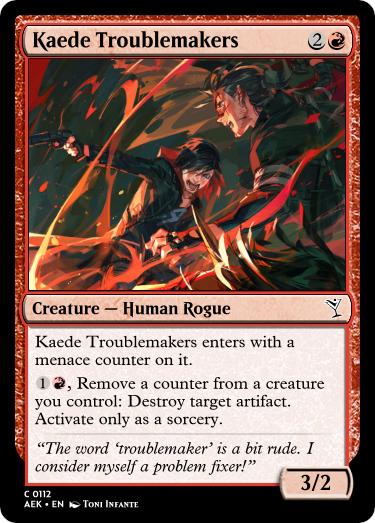 Kaede Troublemakers 2
Creature — Human Rogue
Kaede Troublemakers enters with a
menace counter on it.
1, Remove a counter from a creature
you control: Destroy target artifact.
Activate only as a sorcery.
“The word ‘troublemaker’ is a bit rude. I
consider myself a problem fixer!”
3/2
C 0112
AEK • EN Toni Infante